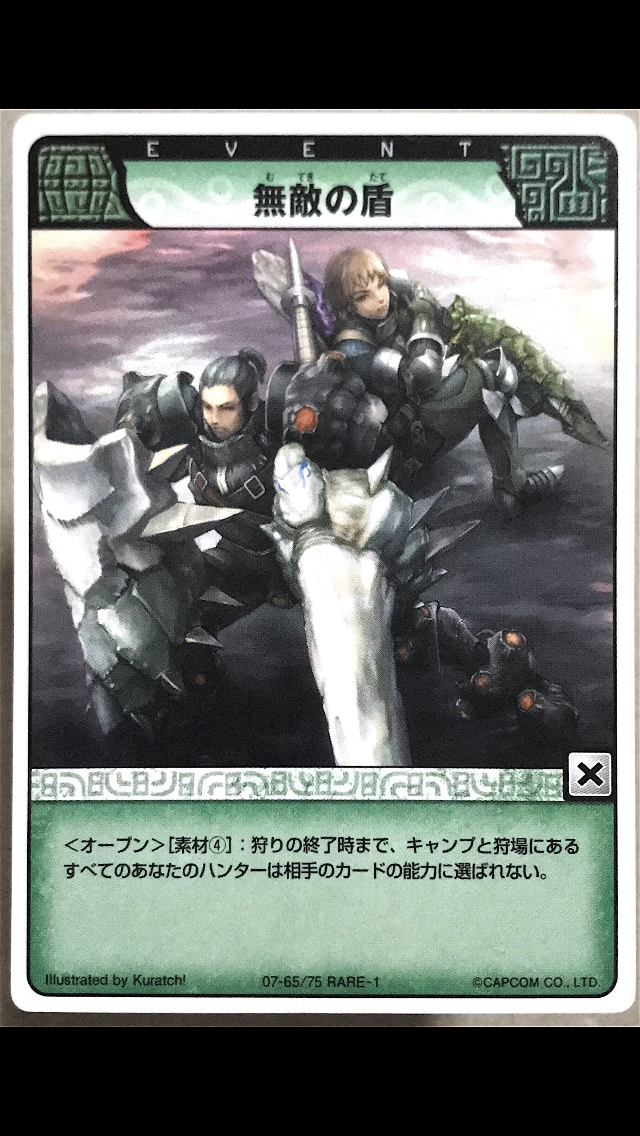 EVENT
む てき たて
無敵の盾
<オープン>[素材④]：狩りの終了時まで、キャンプと狩場にある
すべてのあなたのハンターは相手のカードの能力に選ばれない。
Illustrated by Kuratch! 07-65/75 RARE-1 ©CAPCOM CO., LTD.